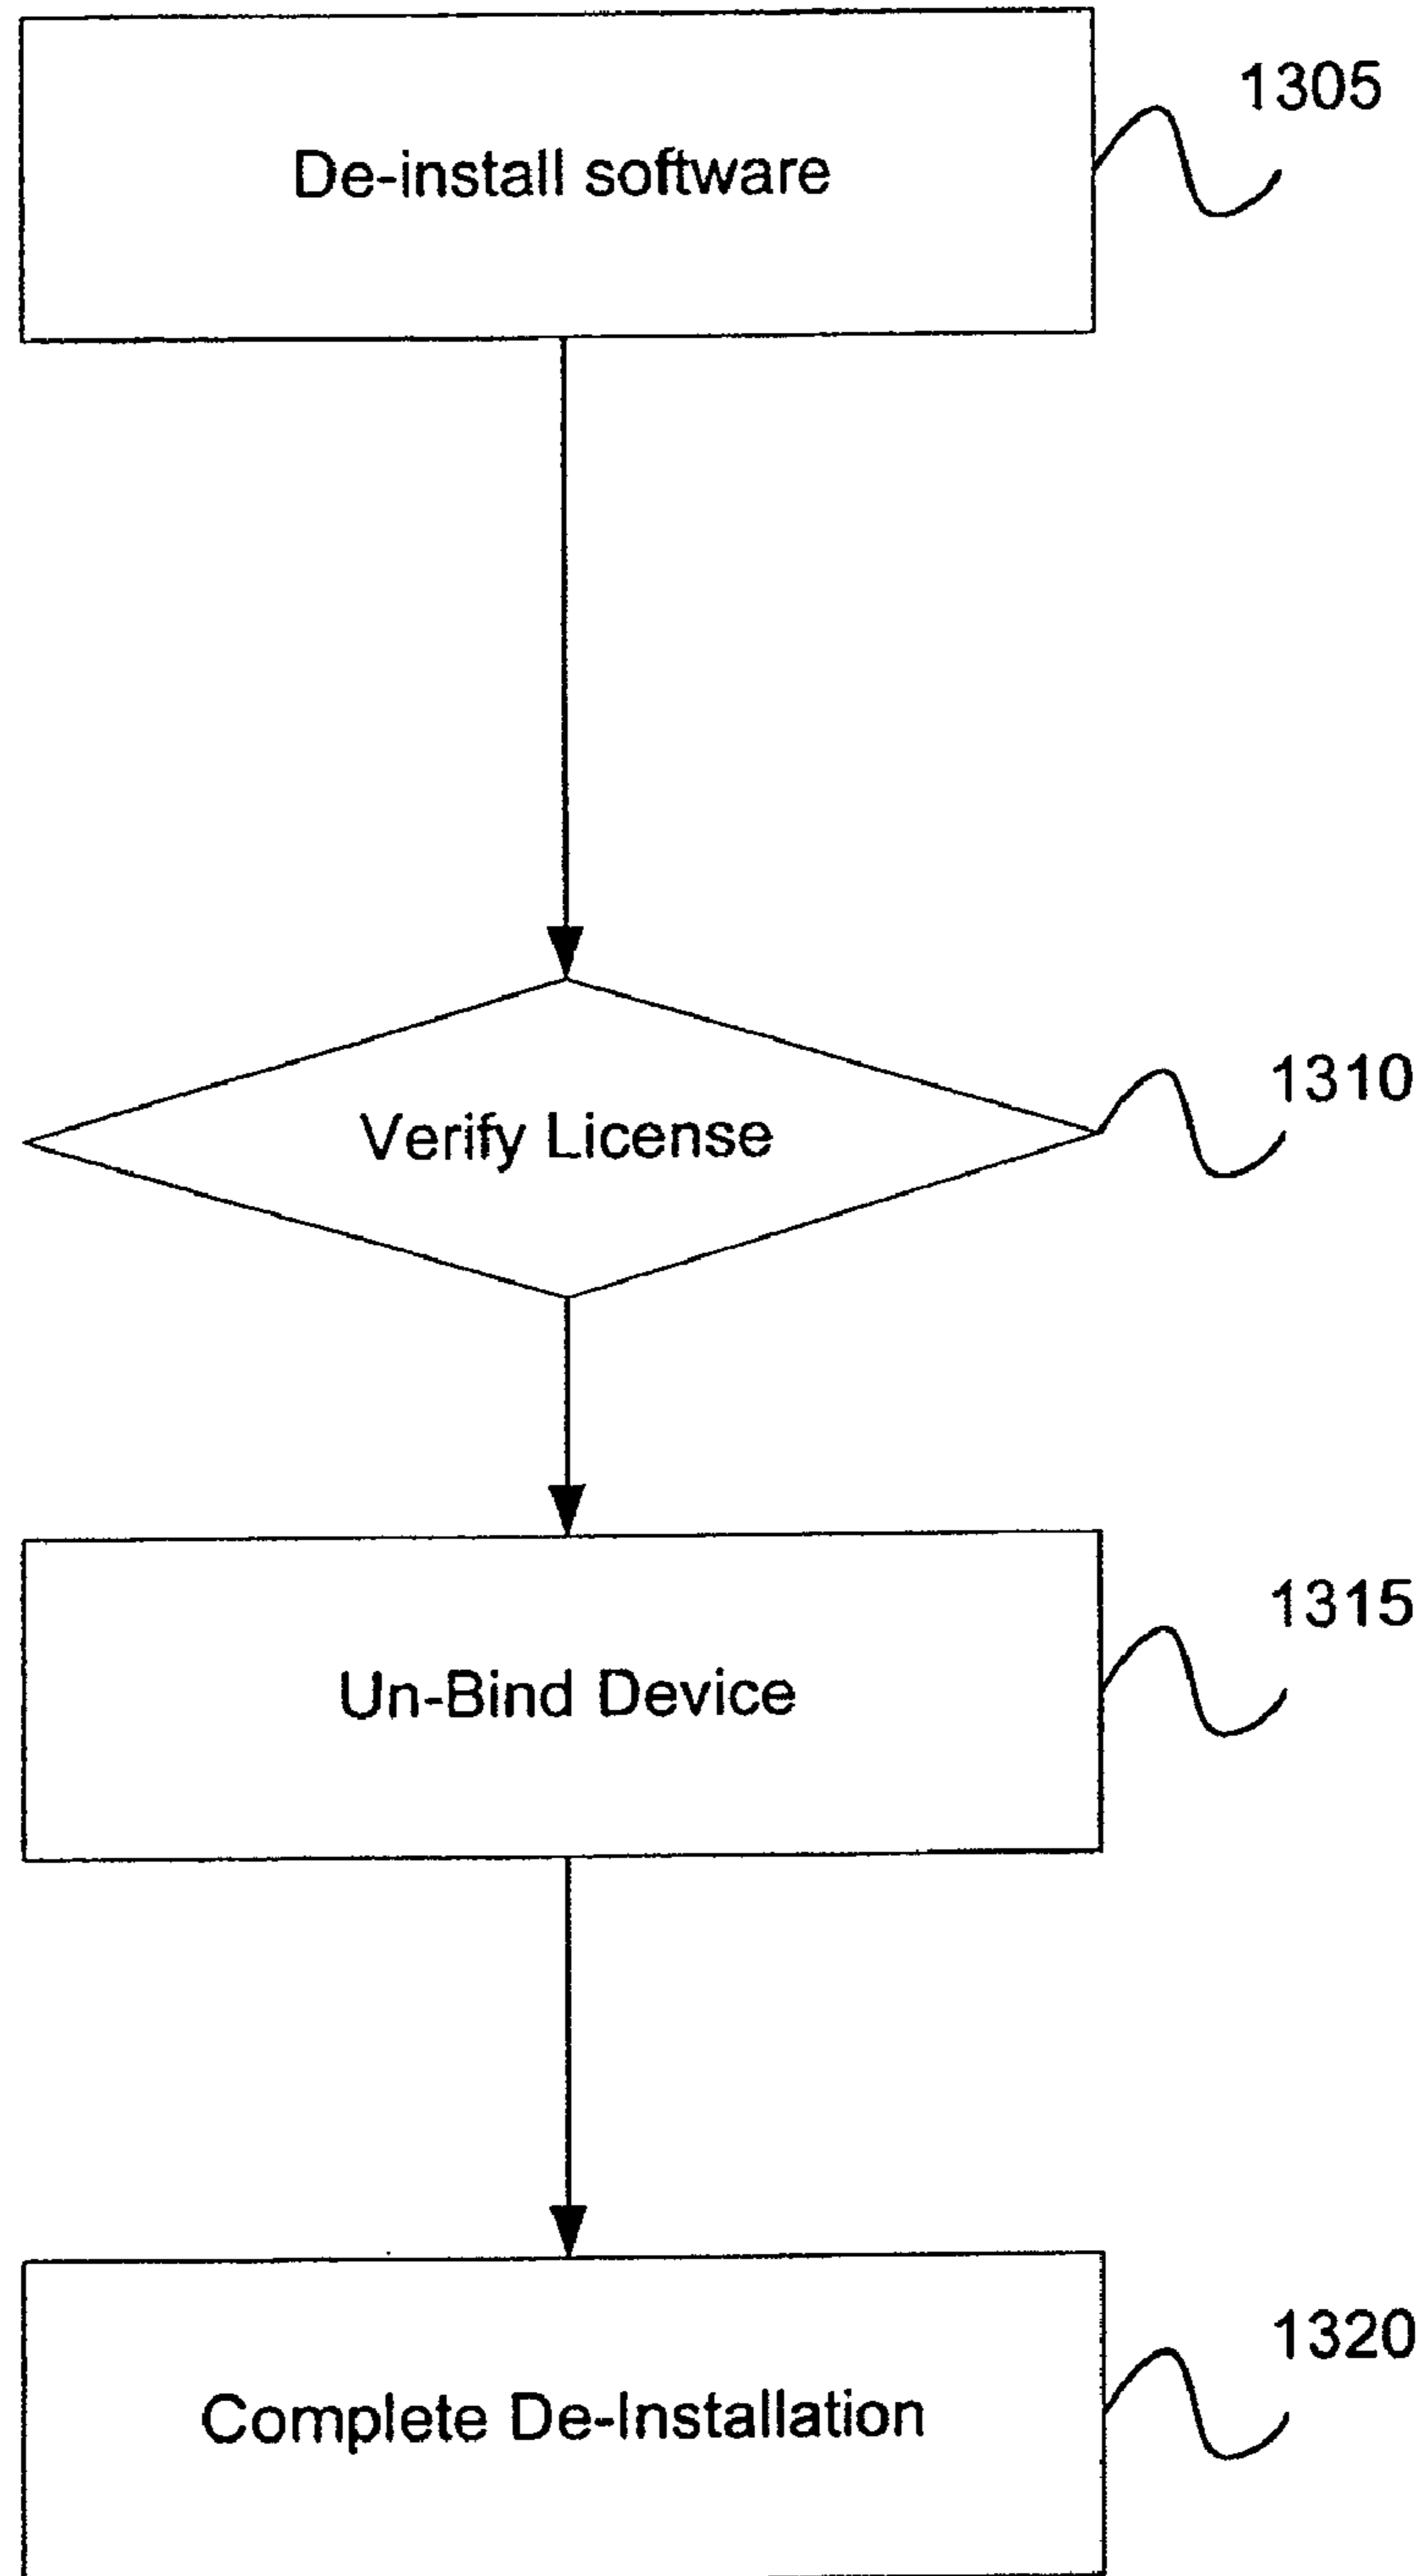 De-install software
1305
Verify License
1310
Un-Bind Device
1315
Complete De-Installation
1320